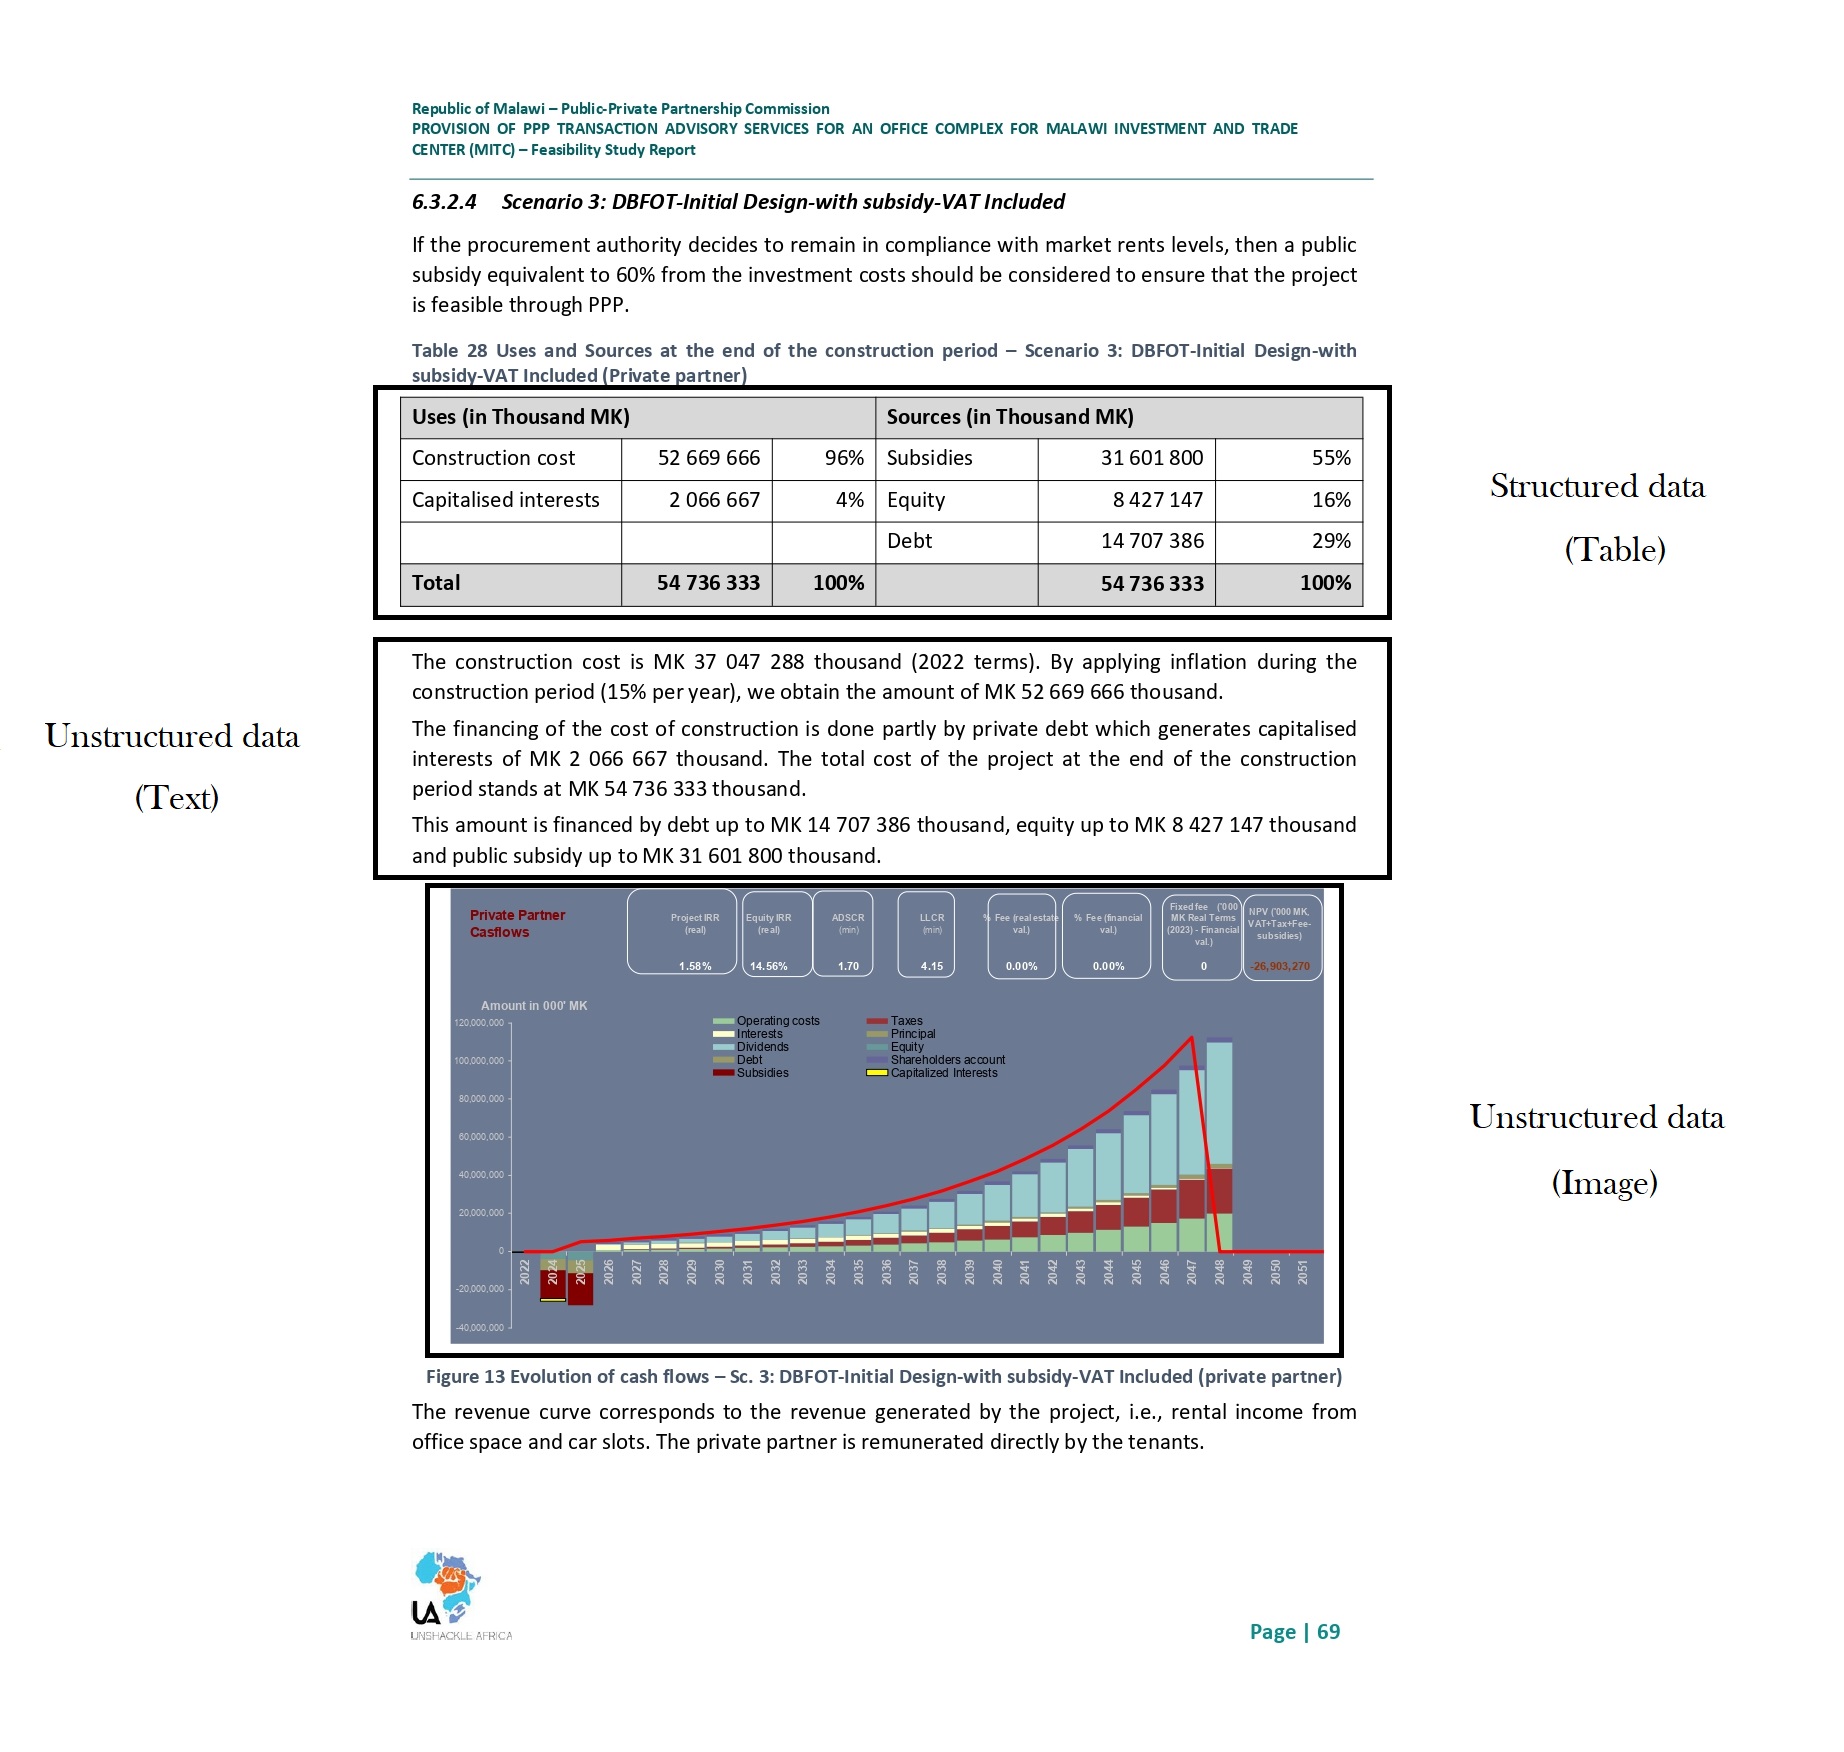 Republic of Malawi – Public-Private Partnership Commission
PROVISION OF PPP TRANSACTION ADVISORY SERVICES FOR AN OFFICE COMPLEX FOR MALAWI INVESTMENT AND TRADE
CENTER (MITC) – Feasibility Study Report
6.3.2.4 Scenario 3: DBFOT-Initial Design-with subsidy-VAT Included
If the procurement authority decides to remain in compliance with market rents levels, then a public
subsidy equivalent to 60% from the investment costs should be considered to ensure that the project
is feasible through PPP.
Table 28 Uses and Sources at the end of the construction period – Scenario 3: DBFOT-Initial Design-with
subsidy-VAT Included (Private partner)
Uses (in Thousand MK) Sources (in Thousand MK)
Construction cost 52 669 666 96% Subsidies 31 601 800 55%
Capitalised interests 2 066 667 4% Equity 8 427 147 16%
Debt 14 707 386 29%
Total 54 736 333 100% 54 736 333 100%
Structured data
(Table)
The construction cost is MK 37 047 288 thousand (2022 terms). By applying inflation during the
construction period (15% per year), we obtain the amount of MK 52 669 666 thousand.
The financing of the cost of construction is done partly by private debt which generates capitalised
interests of MK 2 066 667 thousand. The total cost of the project at the end of the construction
period stands at MK 54 736 333 thousand.
This amount is financed by debt up to MK 14 707 386 thousand, equity up to MK 8 427 147 thousand
and public subsidy up to MK 31 601 800 thousand.
Unstructured data
(Text)
Private Partner
Casflows
Project IRR
(real)
1.58%
Equity IRR
(real)
14.56%
ADSCR
(min)
1.70
LLCR
(min)
4.15
% Fee (real estate
val.)
0.00%
% Fee (financial
val.)
0.00%
Fixed fee ('000
MK Real Terms
(2023) - Financial
val.)
0
NPV ('000 MK,
VAT+Tax+Fee-
subsidies)
-26,903,270
Amount in 000' MK
Operating costs Taxes
Interests Principal
Dividends Equity
Debt Shareholders account
Subsidies Capitalized Interests
120,000,000
100,000,000
80,000,000
60,000,000
40,000,000
20,000,000
0
-20,000,000
-40,000,000
2022 2024 2025 2026 2027 2028 2029 2030 2031 2032 2033 2034 2035 2036 2037 2038 2039 2040 2041 2042 2043 2044 2045 2046 2047 2048 2049 2050 2051
Unstructured data
(Image)
Figure 13 Evolution of cash flows – Sc. 3: DBFOT-Initial Design-with subsidy-VAT Included (private partner)
The revenue curve corresponds to the revenue generated by the project, i.e., rental income from
office space and car slots. The private partner is remunerated directly by the tenants.
UA
UNSHACKLE AFRICA
Page | 69